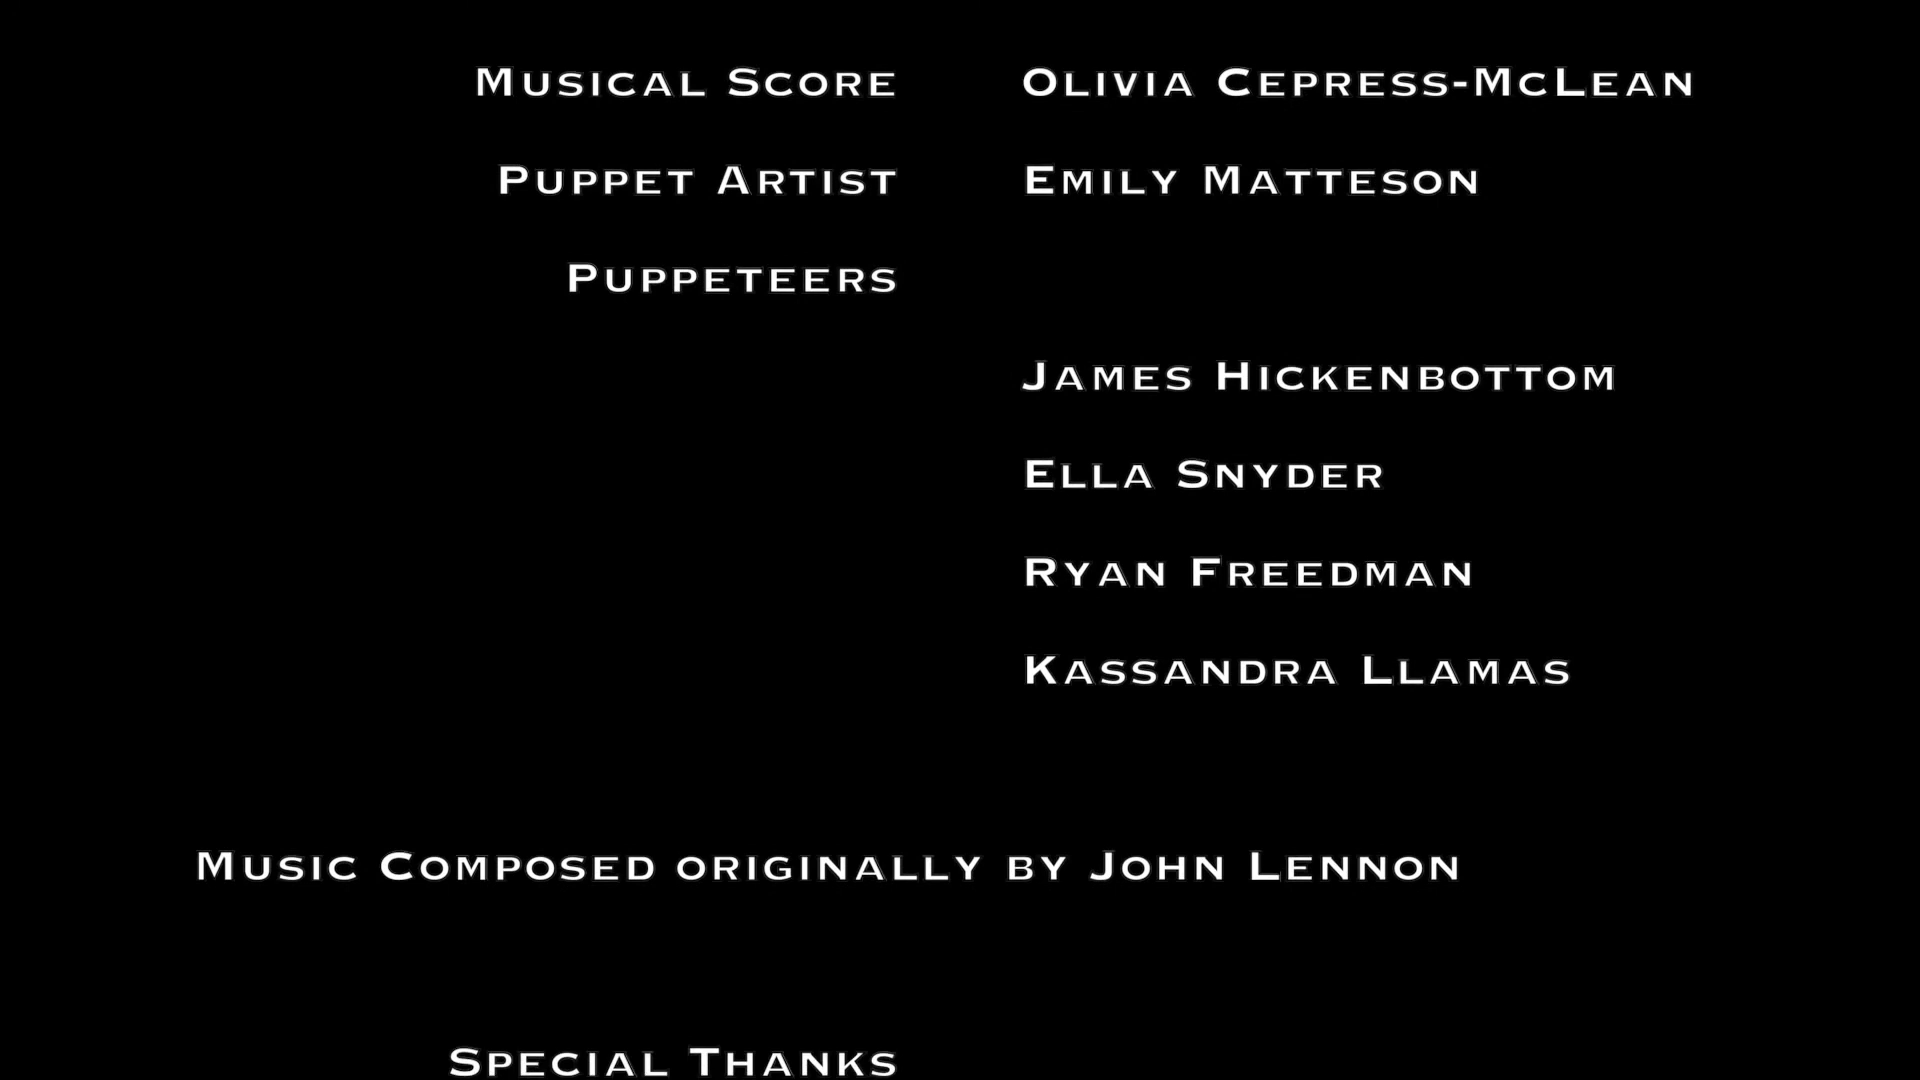 Musical Score Olivia Cepress-McLean
Puppet Artist Emily Matteson
Puppeteers
James Hickenbottom
Ella Snyder
Ryan Freedman
Kassandra Llamas
Music Composed originally by John Lennon
Special Thanks